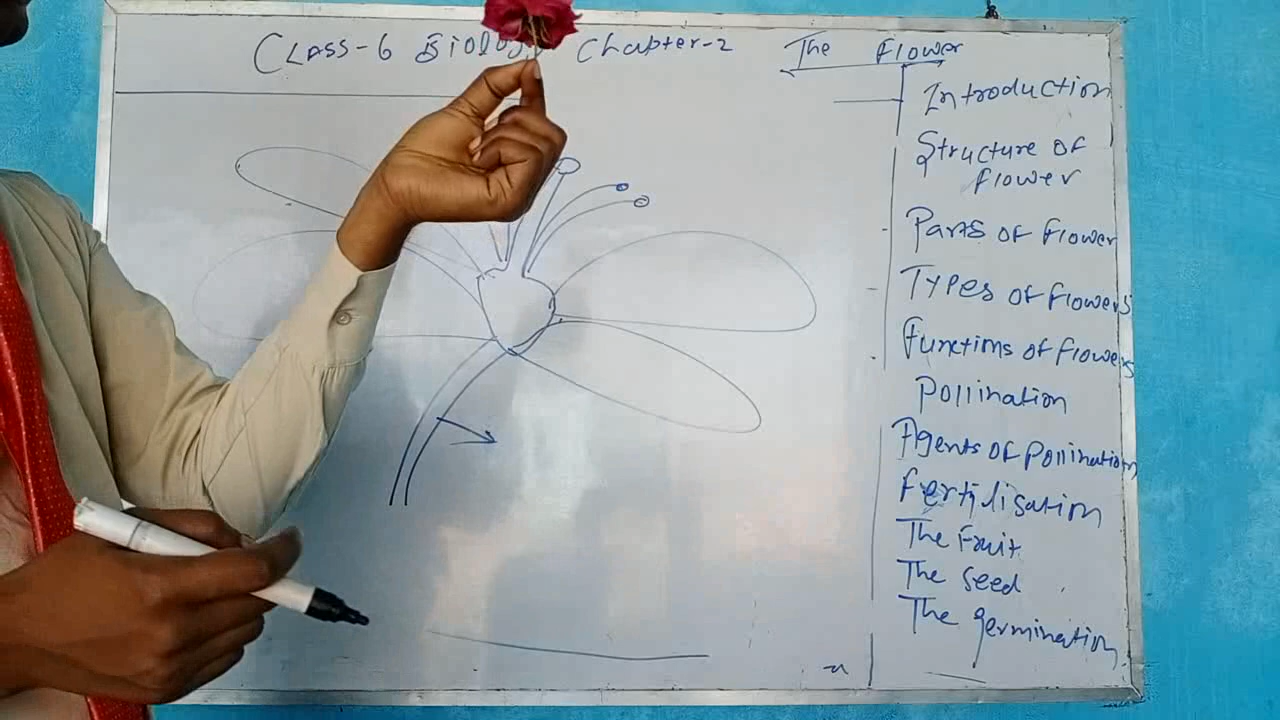 CLASS-6 Biology Chapter-2 The Flower
Introduction
Structure of
flower
Parts of flower
Types of flowers
functions of flowers
Pollination
Agents of pollination
fertilisation
The Fruit
The seed
The germination